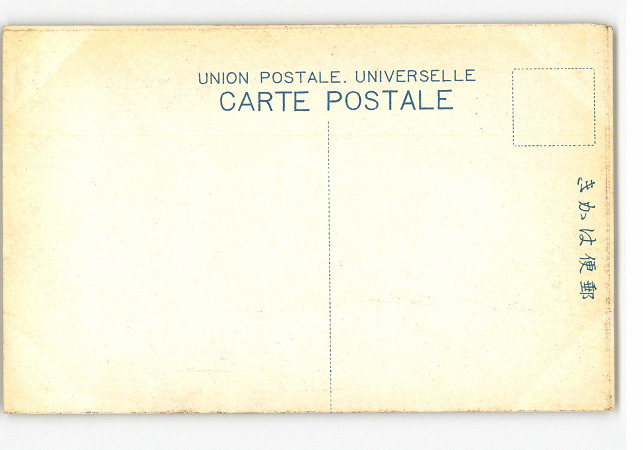 UNION POSTALE. UNIVERSELLE
CARTE POSTALE
きかは便郵